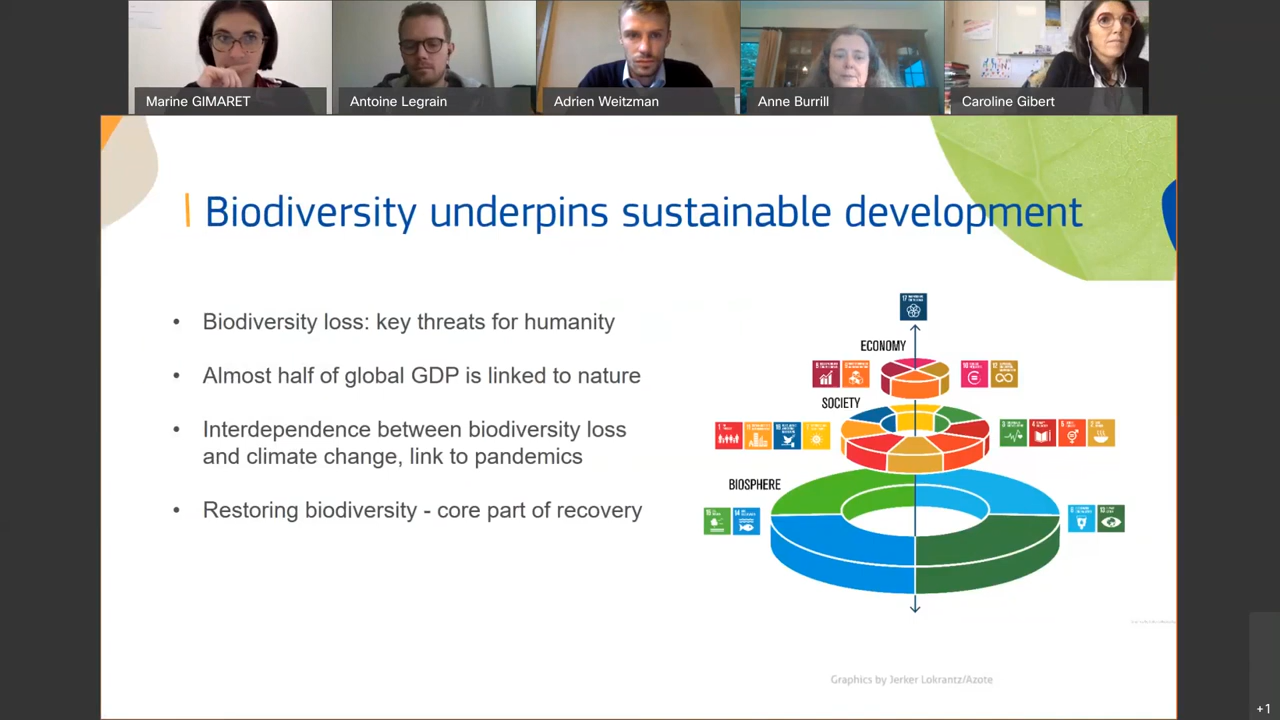 Marine GIMARET
Antoine Legrain
Adrien Weitzman
Anne Burrill
Caroline Gibert
Biodiversity underpins sustainable development
• Biodiversity loss: key threats for humanity
• Almost half of global GDP is linked to nature
• Interdependence between biodiversity loss
and climate change, link to pandemics
• Restoring biodiversity - core part of recovery
17
ECONOMY
SOCIETY
BIOSPHERE
Graphics by Jerker Lokrantz/Azote
+1